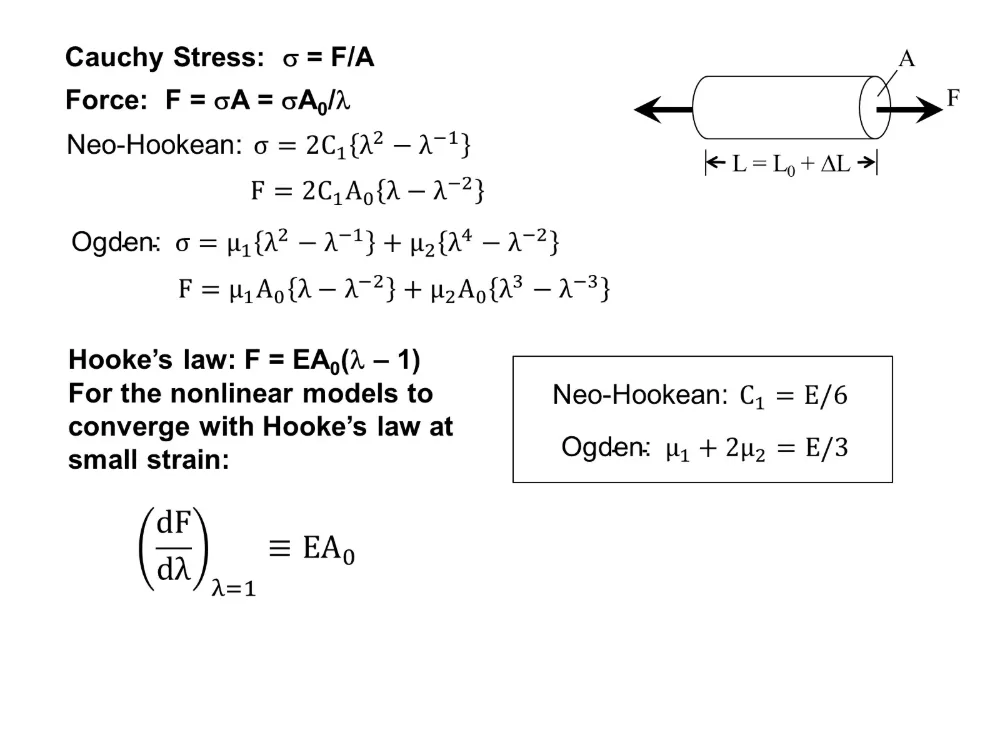 Cauchy Stress: σ = F/A
Force: F = σA = σA₀/λ
Neo-Hookean: σ = 2C₁{λ² − λ⁻¹}
F = 2C₁A₀{λ − λ⁻²}
Ogden: σ = μ₁{λ² − λ⁻¹} + μ₂{λ⁴ − λ⁻²}
F = μ₁A₀{λ − λ⁻²} + μ₂A₀{λ³ − λ⁻³}
A
F
L = L₀ + ΔL
Hooke’s law: F = EA₀(λ – 1)
For the nonlinear models to
converge with Hooke’s law at
small strain:
(dF/dλ)λ=1 ≡ EA₀
Neo-Hookean: C₁ = E/6
Ogden: μ₁ + 2μ₂ = E/3